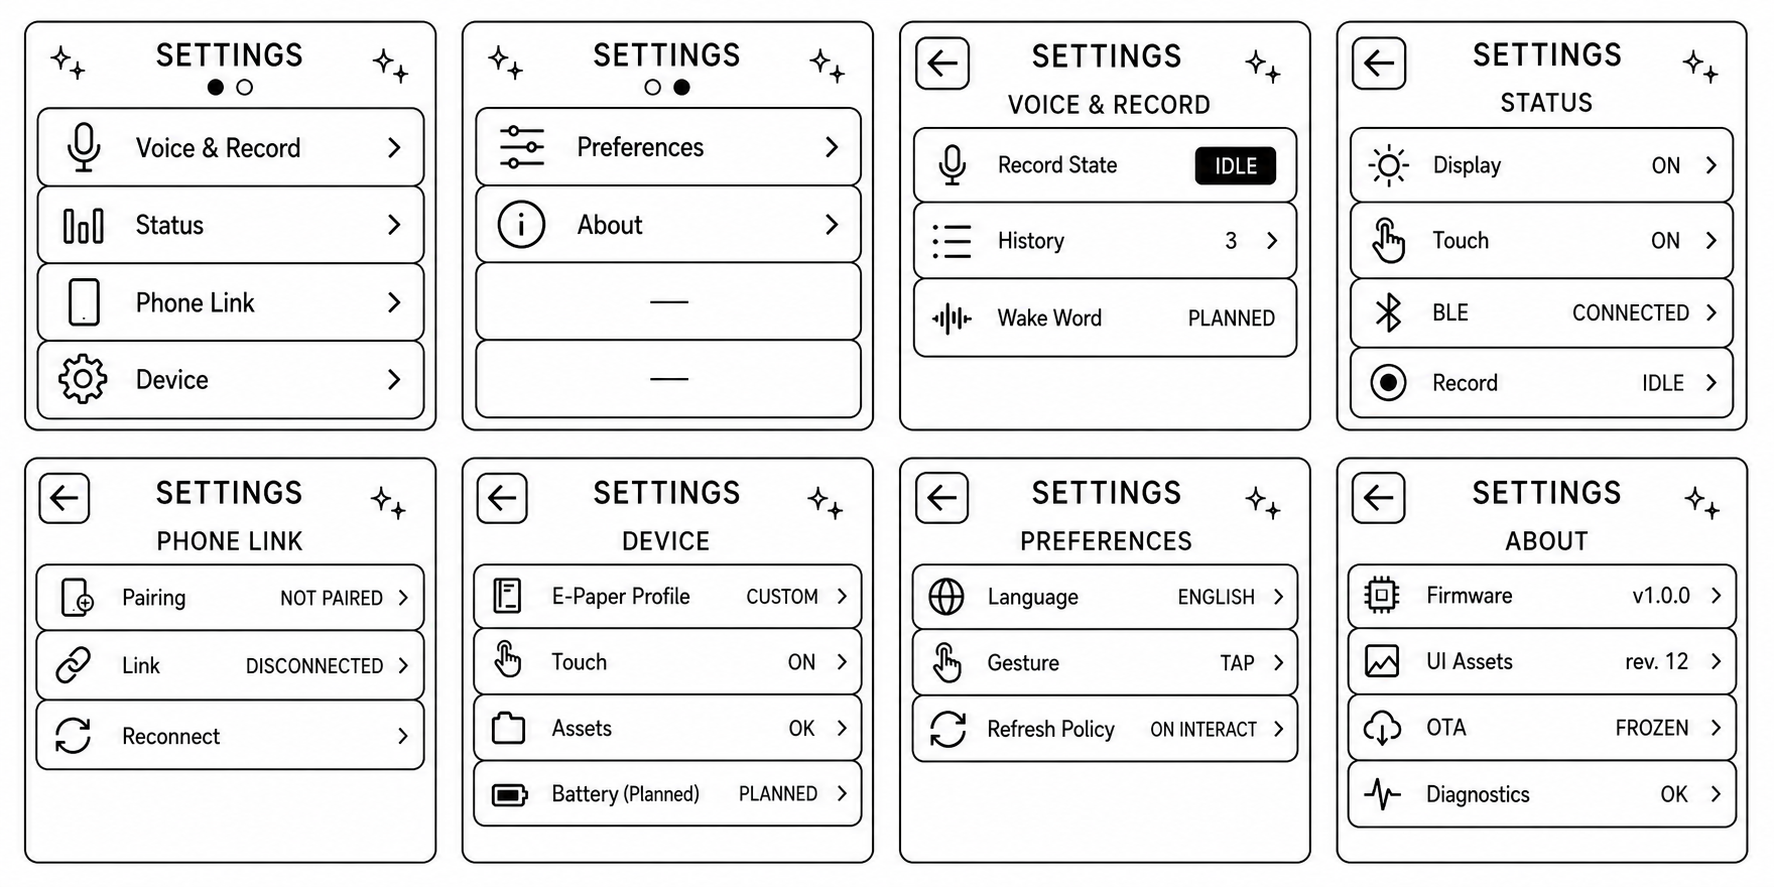 SETTINGS
Voice & Record
Status
Phone Link
Device
SETTINGS
Preferences
About
—
—
SETTINGS
VOICE & RECORD
Record State IDLE
History 3
Wake Word PLANNED
SETTINGS
STATUS
Display ON
Touch ON
BLE CONNECTED
Record IDLE
SETTINGS
PHONE LINK
Pairing NOT PAIRED
Link DISCONNECTED
Reconnect
SETTINGS
DEVICE
E-Paper Profile CUSTOM
Touch ON
Assets OK
Battery (Planned) PLANNED
SETTINGS
PREFERENCES
Language ENGLISH
Gesture TAP
Refresh Policy ON INTERACT
SETTINGS
ABOUT
Firmware v1.0.0
UI Assets rev. 12
OTA FROZEN
Diagnostics OK